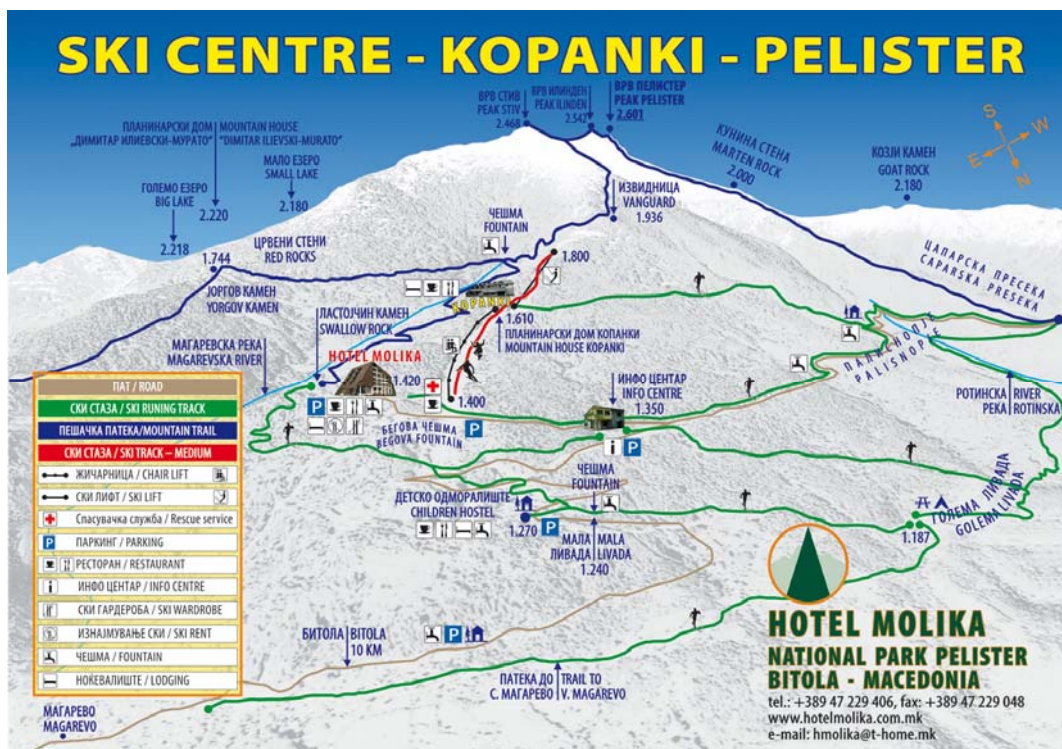 SKI CENTRE - KOPANKI - PELISTER
ПЛАНИНАРСКИ ДОМ
„ДИМИТАР ИЛИЕВСКИ-МУРАТО“
MOUNTAIN HOUSE
"DIMITAR ILIEVSKI-MURATO"
2.220
ГОЛЕМО ЕЗЕРО
BIG LAKE
2.218
МАЛО ЕЗЕРО
SMALL LAKE
2.180
ВРВ СТИВ
PEAK STIV
2.468
ВРВ ИЛИНДЕН
PEAK ILINDEN
2.542
ВРВ ПЕЛИСТЕР
PEAK PELISTER
2.601
КУНИНА СТЕНА
MARTEN ROCK
2.000
КОЗЈИ КАМЕН
GOAT ROCK
2.180
S
W
E
N
ИЗВИДНИЦА
VANGUARD
1.936
ЧЕШМА
FOUNTAIN
ЦРВЕНИ СТЕНИ
RED ROCKS
1.744
ЈОРГОВ КАМЕН
YORGOV KAMEN
1.800
ЦАПАРСКА ПРЕСЕКА
CAPARSKA PRESEKA
KOPANKI
1.610
ПЛАНИНАРСКИ ДОМ КОПАНКИ
MOUNTAIN HOUSE KOPANKI
ЛАСТОЈЧИН КАМЕН
SWALLOW ROCK
МАГАРЕВСКА РЕКА
MAGAREVSKA RIVER
HOTEL MOLIKA
1.420
1.400
ПАЛИСНОПЈЕ
PALISNOPJE
РОТИНСКА
РЕКА
RIVER
ROTINSKA
ИНФО ЦЕНТАР
INFO CENTRE
1.350
P
P
БЕГОВА ЧЕШМА
BEGOVA FOUNTAIN
i P
ЧЕШМА
FOUNTAIN
ДЕТСКО ОДМОРАЛИШТЕ
CHILDREN HOSTEL
1.270
P
МАЛА
ЛИВАДА
MALA
LIVADA
1.240
ГОЛЕМА ЛИВАДА
GOLEMA LIVADA
1.187
БИТОЛА
BITOLA
10 KM
P
ПАТЕКА ДО
С. МАГАРЕВО
TRAIL TO
V. MAGAREVO
МАГАРЕВО
MAGAREVO
ПАТ / ROAD
СКИ СТАЗА / SKI RUNING TRACK
ПЕШАЧКА ПАТЕКА/MOUNTAIN TRAIL
СКИ СТАЗА / SKI TRACK – MEDIUM
ЖИЧАРНИЦА / CHAIR LIFT
СКИ ЛИФТ / SKI LIFT
Спасувачка служба / Rescue service
P ПАРКИНГ / PARKING
РЕСТОРАН / RESTAURANT
i ИНФО ЦЕНТАР / INFO CENTRE
СКИ ГАРДЕРОБА / SKI WARDROBE
ИЗНАЈМУВАЊЕ СКИ / SKI RENT
ЧЕШМА / FOUNTAIN
НОЌЕВАЛИШТЕ / LODGING
HOTEL MOLIKA
NATIONAL PARK PELISTER
BITOLA - MACEDONIA
tel.: +389 47 229 406, fax: +389 47 229 048
www.hotelmolika.com.mk
e-mail: hmolika@t-home.mk